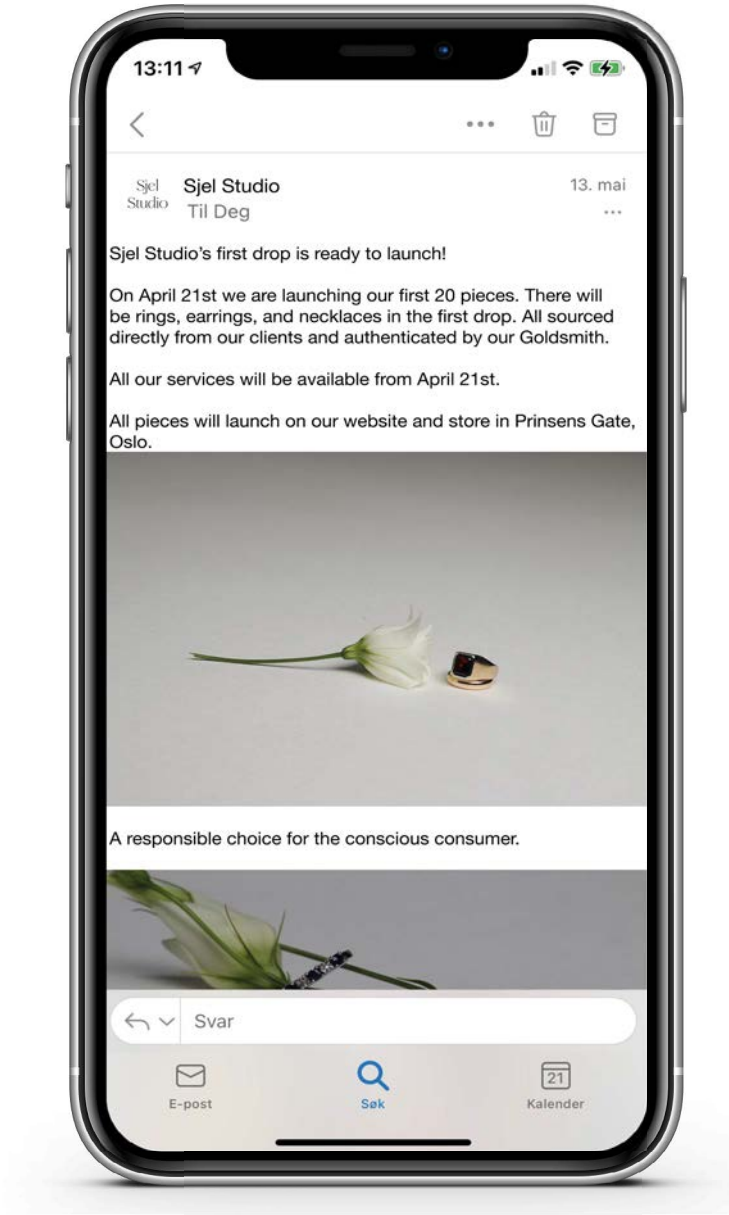 13:11
Sjel
Studio
Sjel Studio
Til Deg
13. mai
Sjel Studio's first drop is ready to launch!
On April 21st we are launching our first 20 pieces. There will
be rings, earrings, and necklaces in the first drop. All sourced
directly from our clients and authenticated by our Goldsmith.
All our services will be available from April 21st.
All pieces will launch on our website and store in Prinsens Gate,
Oslo.
A responsible choice for the conscious consumer.
Svar
21
E-post
Søk
Kalender